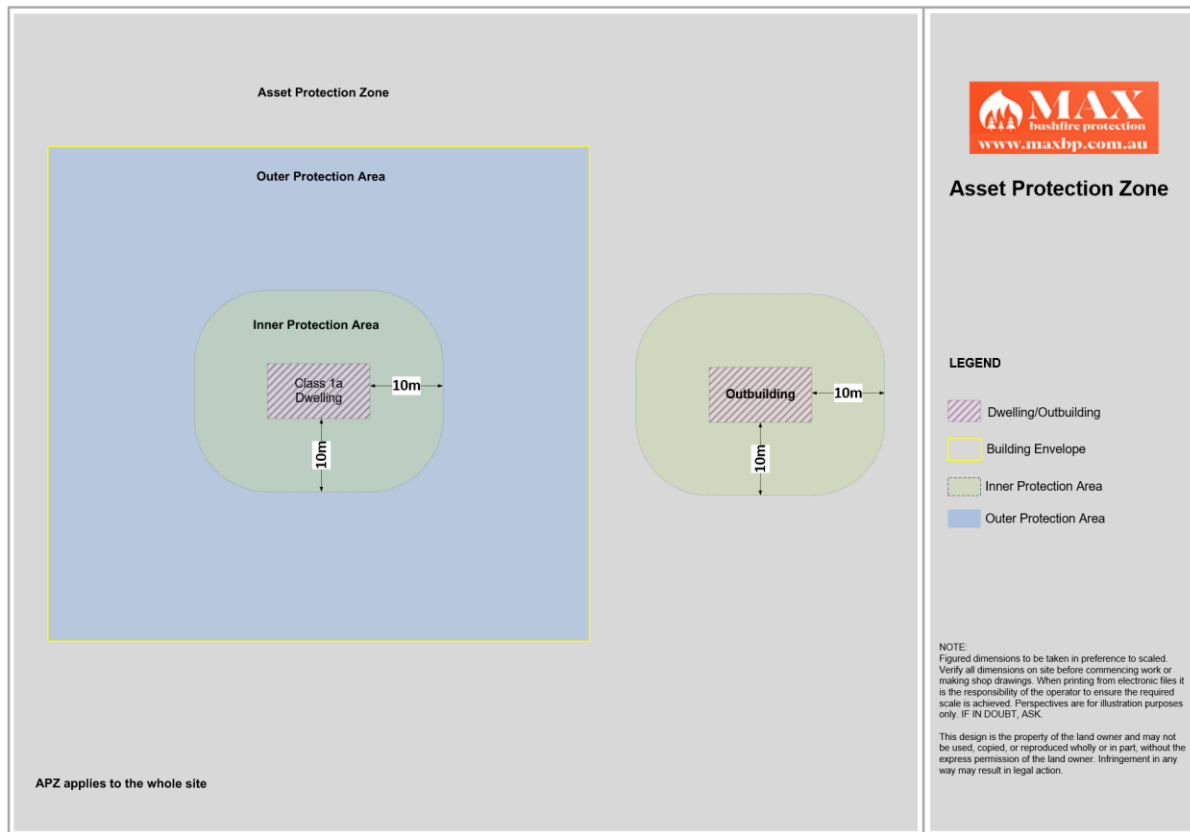 Asset Protection Zone
Outer Protection Area
Inner Protection Area
Class 1a
Dwelling
10m
10m
Outbuilding
10m
10m
APZ applies to the whole site
MAX
bushfire protection
www.maxbp.com.au
Asset Protection Zone
LEGEND
Dwelling/Outbuilding
Building Envelope
Inner Protection Area
Outer Protection Area
NOTE:
Figured dimensions to be taken in preference to scaled.
Verify all dimensions on site before commencing work or
making shop drawings. When printing from electronic files it
is the responsibility of the operator to ensure the required
scale is achieved. Perspectives are for illustration purposes
only. IF IN DOUBT, ASK.
This design is the property of the land owner and may not
be used, copied, or reproduced wholly or in part, without the
express permission of the land owner. Infringement in any
way may result in legal action.